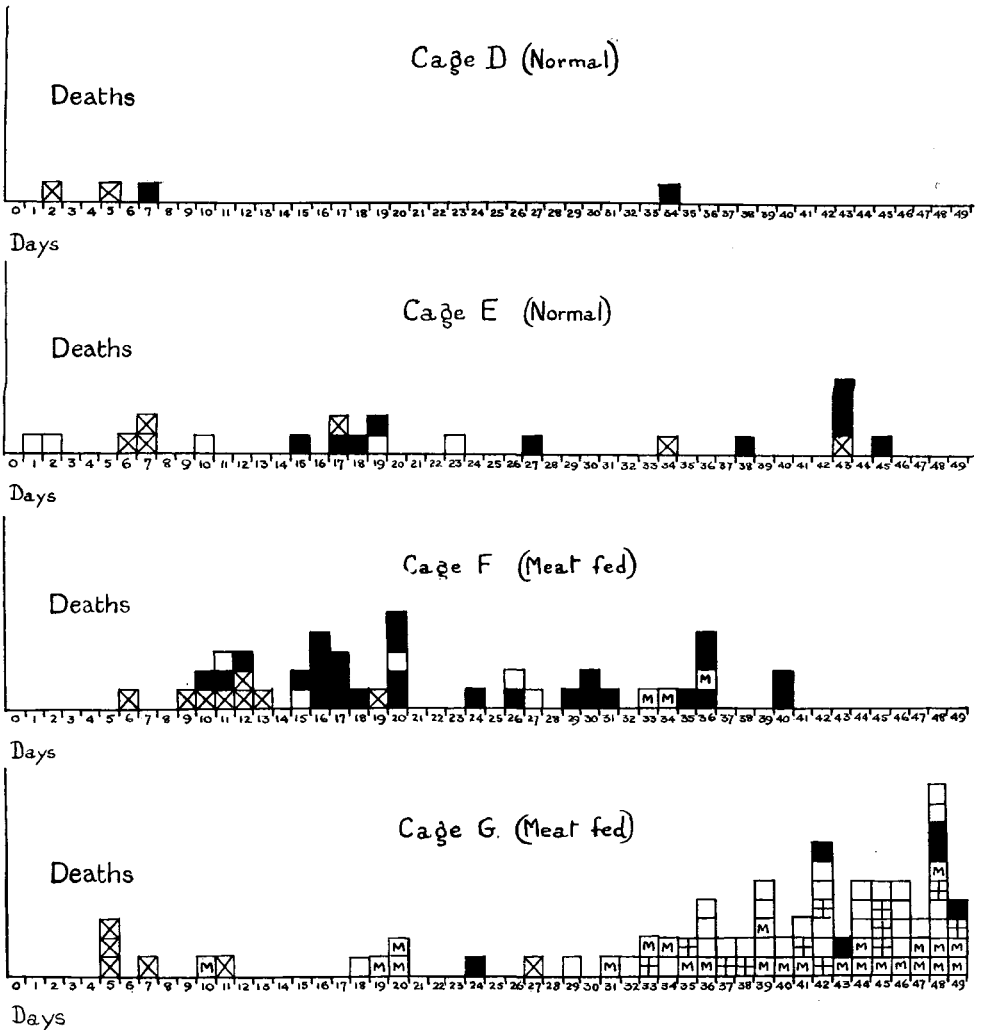 Cage D (Normal)
Deaths
0 1 2 3 4 5 6 7 8 9 10 11 12 13 14 15 16 17 18 19 20 21 22 23 24 25 26 27 28 29 30 31 32 33 34 35 36 37 38 39 40 41 42 43 44 45 46 47 48 49
Days
Cage E (Normal)
Deaths
0 1 2 3 4 5 6 7 8 9 10 11 12 13 14 15 16 17 18 19 20 21 22 23 24 25 26 27 28 29 30 31 32 33 34 35 36 37 38 39 40 41 42 43 44 45 46 47 48 49
Days
Cage F (Meat fed)
Deaths
M
M M
0 1 2 3 4 5 6 7 8 9 10 11 12 13 14 15 16 17 18 19 20 21 22 23 24 25 26 27 28 29 30 31 32 33 34 35 36 37 38 39 40 41 42 43 44 45 46 47 48 49
Days
Cage G. (Meat fed)
Deaths
M
M
M M M M M M M
M M M M M M M M M M M M M M M
0 1 2 3 4 5 6 7 8 9 10 11 12 13 14 15 16 17 18 19 20 21 22 23 24 25 26 27 28 29 30 31 32 33 34 35 36 37 38 39 40 41 42 43 44 45 46 47 48 49
Days